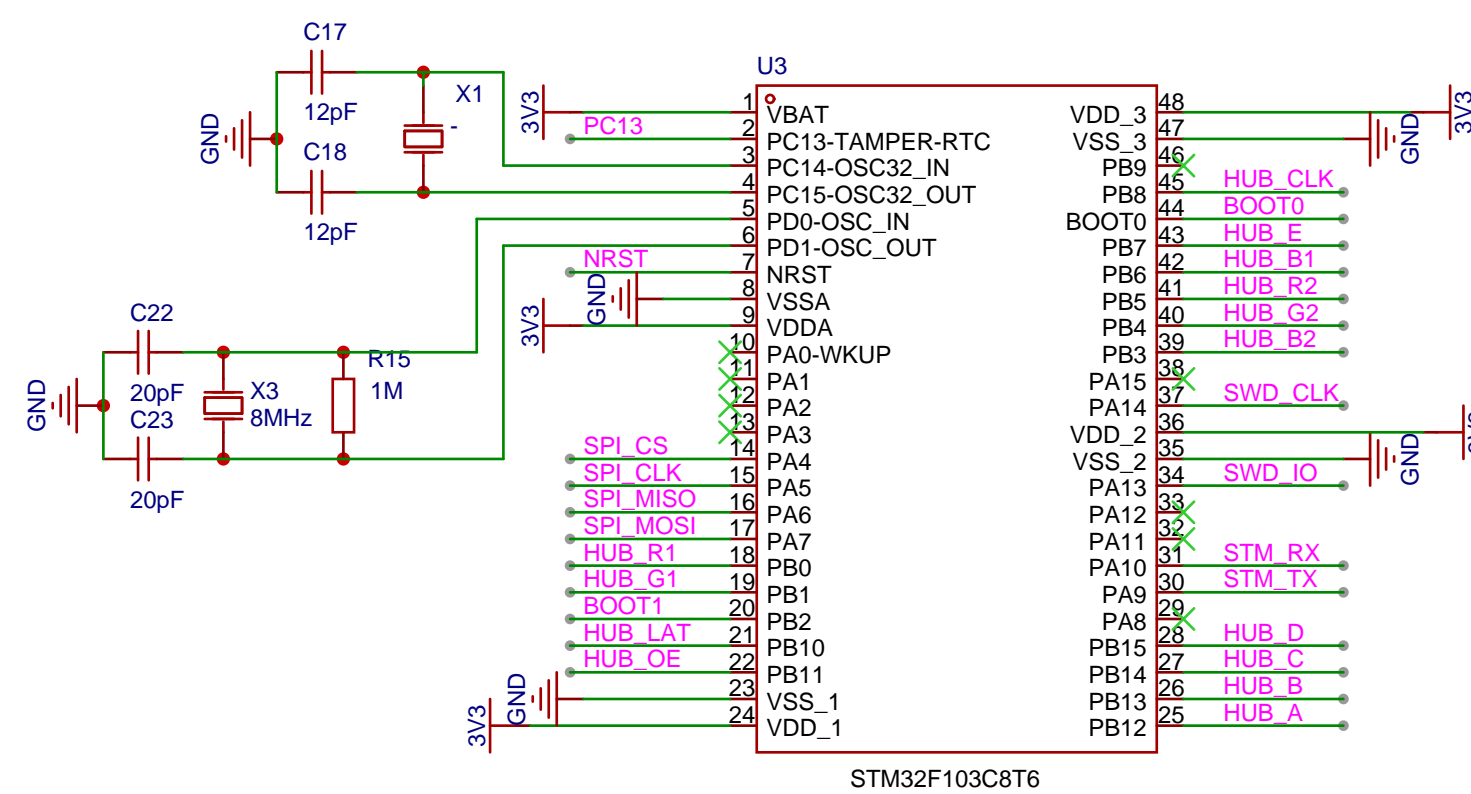 C17
12pF
GND
C18
12pF
X1
-
C22
20pF
GND
C23
20pF
X3
8MHz
R15
1M
U3
3V3
1 VBAT
PC13 2 PC13-TAMPER-RTC
3 PC14-OSC32_IN
4 PC15-OSC32_OUT
5 PD0-OSC_IN
6 PD1-OSC_OUT
NRST 7 NRST
GND 8 VSSA
3V3 9 VDDA
10 PA0-WKUP
11 PA1
12 PA2
13 PA3
SPI_CS 14 PA4
SPI_CLK 15 PA5
SPI_MISO 16 PA6
SPI_MOSI 17 PA7
HUB_R1 18 PB0
HUB_G1 19 PB1
BOOT1 20 PB2
HUB_LAT 21 PB10
HUB_OE 22 PB11
GND 23 VSS_1
3V3 24 VDD_1
VDD_3 48 3V3
VSS_3 47 GND
PB9 46
PB8 45 HUB_CLK
BOOT0 44 BOOT0
PB7 43 HUB_E
PB6 42 HUB_B1
PB5 41 HUB_R2
PB4 40 HUB_G2
PB3 39 HUB_B2
PA15 38
PA14 37 SWD_CLK
VDD_2 36
VSS_2 35 GND
PA13 34 SWD_IO
PA12 33
PA11 32
PA10 31 STM_RX
PA9 30 STM_TX
PA8 29
PB15 28 HUB_D
PB14 27 HUB_C
PB13 26 HUB_B
PB12 25 HUB_A
STM32F103C8T6